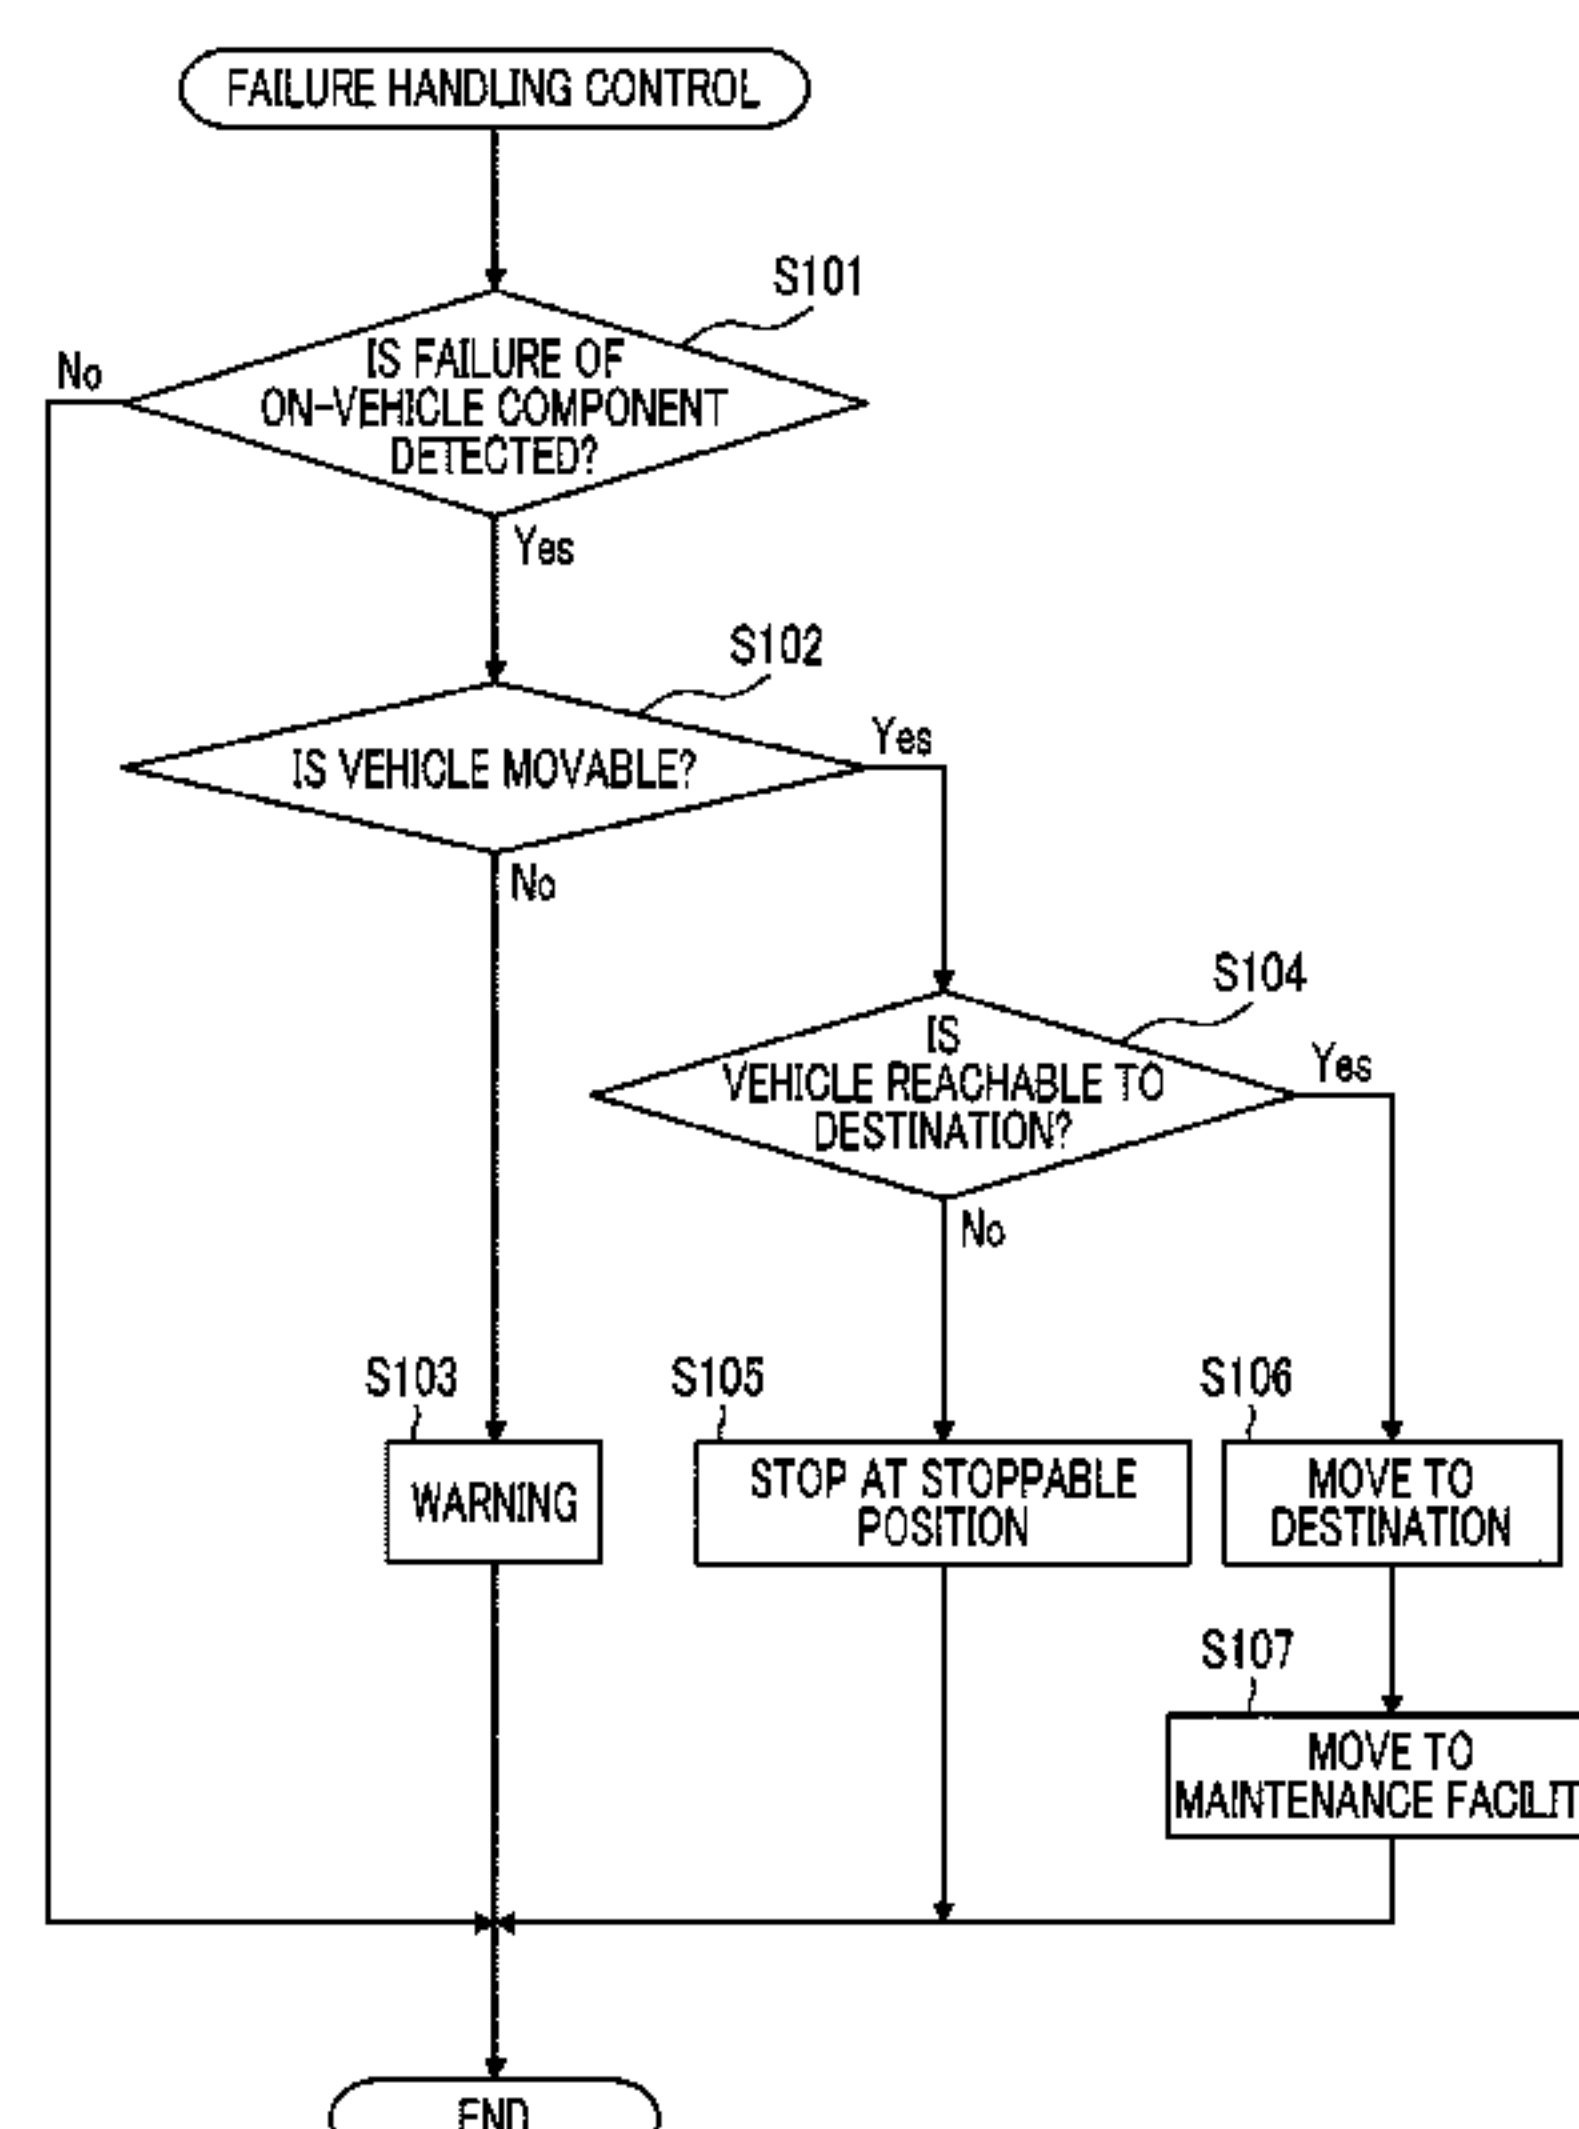 FAILURE HANDLING CONTROL
S101
No
IS FAILURE OF
ON-VEHICLE COMPONENT
DETECTED?
Yes
S102
Yes
IS VEHICLE MOVABLE?
No
S104
IS
VEHICLE REACHABLE TO
DESTINATION?
Yes
No
S103
WARNING
S105
STOP AT STOPPABLE
POSITION
S106
MOVE TO
DESTINATION
S107
MOVE TO
MAINTENANCE FACILIT
END